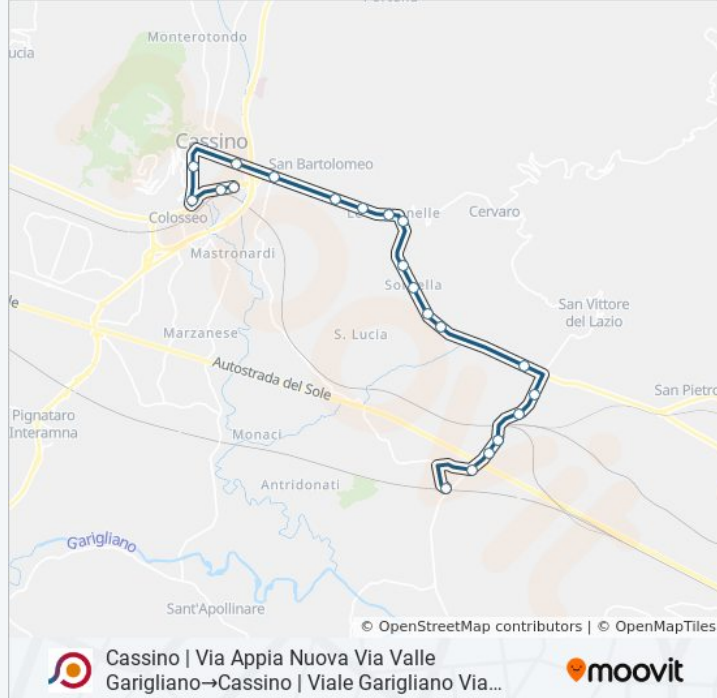 Monterotondo
ucia
Cassino
San Bartolomeo
Colosseo
Cervaro
Mastronardi
San Vittore
del Lazio
le
Marzanese
S. Lucia
Autostrada del Sole
San Pietro
Pignataro
Interamna
Monaci
Antridonati
Garigliano
Sant'Apollinare
© OpenStreetMap contributors | © OpenMapTiles
Cassino | Via Appia Nuova Via Valle
Garigliano→Cassino | Viale Garigliano Via…
moovit